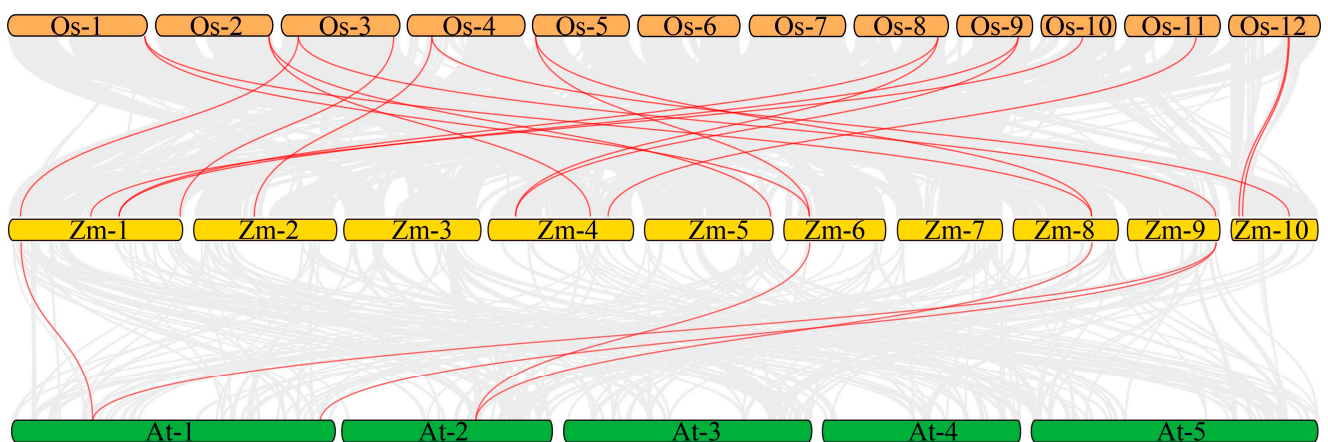 Os-1 Os-2 Os-3 Os-4 Os-5 Os-6 Os-7 Os-8 Os-9 Os-10 Os-11 Os-12
Zm-1 Zm-2 Zm-3 Zm-4 Zm-5 Zm-6 Zm-7 Zm-8 Zm-9 Zm-10
At-1 At-2 At-3 At-4 At-5